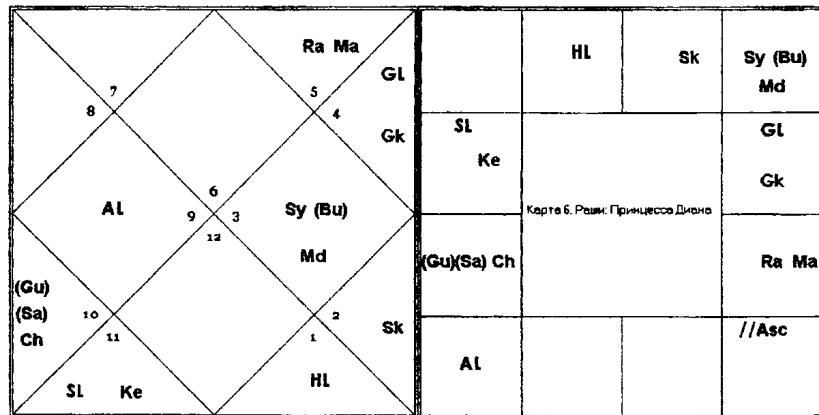 Ra Ma
GL
7
5
8
4
Gk
6
AL
9
3
Sy (Bu)
12
Md
(Gu)
(Sa)
Ch
10
2
11
1
Sk
SL Ke
HL
HL
Sk
Sy (Bu)
Md
SL
Ke
GL
Gk
Карта 6. Раши: Принцесса Диана
(Gu)(Sa) Ch
Ra Ma
AL
//Asc